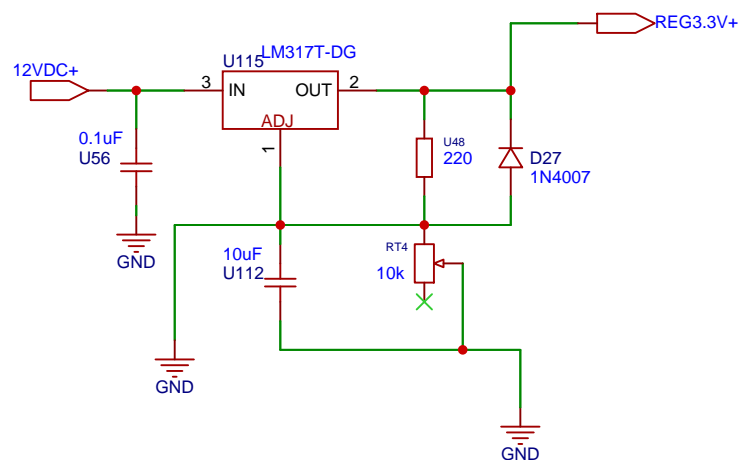 REG3.3V+
LM317T-DG
U115
12VDC+
3
IN
OUT
2
ADJ
1
0.1uF
U56
GND
U48
220
D27
1N4007
10uF
U112
RT4
10k
GND
GND